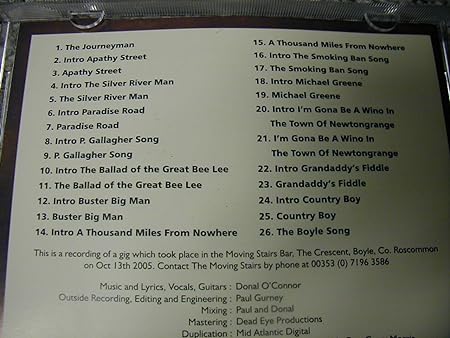 1. The Journeyman
2. Intro Apathy Street
3. Apathy Street
4. Intro The Silver River Man
5. The Silver River Man
6. Intro Paradise Road
7. Paradise Road
8. Intro P. Gallagher Song
9. P. Gallagher Song
10. Intro The Ballad of the Great Bee Lee
11. The Ballad of the Great Bee Lee
12. Intro Buster Big Man
13. Buster Big Man
14. Intro A Thousand Miles From Nowhere
15. A Thousand Miles From Nowhere
16. Intro The Smoking Ban Song
17. The Smoking Ban Song
18. Intro Michael Greene
19. Michael Greene
20. Intro I'm Gona Be A Wino In
The Town Of Newtongrange
21. I'm Gona Be A Wino In
The Town Of Newtongrange
22. Intro Grandaddy's Fiddle
23. Grandaddy's Fiddle
24. Intro Country Boy
25. Country Boy
26. The Boyle Song
This is a recording of a gig which took place in the Moving Stairs Bar, The Crescent, Boyle, Co. Roscommon
on Oct 13th 2005. Contact The Moving Stairs by phone at 00353 (0) 7196 3586
Music and Lyrics, Vocals, Guitars : Donal O'Connor
Outside Recording, Editing and Engineering : Paul Gurney
Mixing : Paul and Donal
Mastering : Dead Eye Productions
Duplication : Mid Atlantic Digital